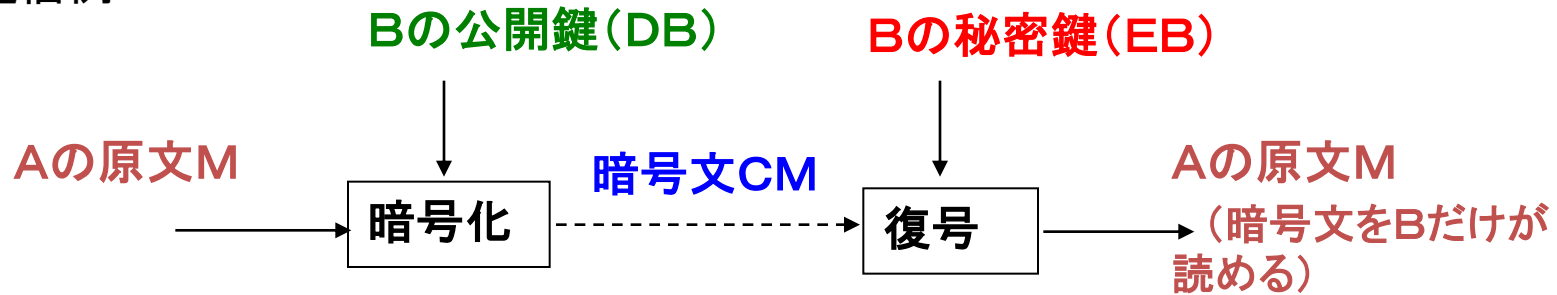 Bの公開鍵(DB)
Bの秘密鍵(EB)
Aの原文M
暗号化
暗号文CM
復号
Aの原文M
(暗号文をBだけが
読める)